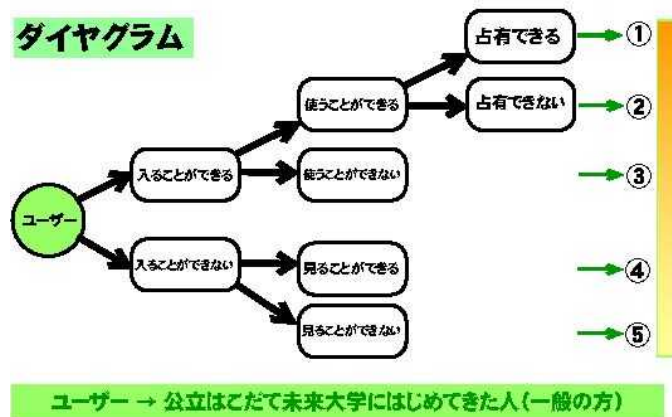 ダイヤグラム
占有できる
①
使うことができる
占有できない
②
入ることができる
使うことができない
③
ユーザー
入ることができない
見ることができる
④
見ることができない
⑤
ユーザー → 公立はこだて未来大学にはじめてきた人(一般の方)